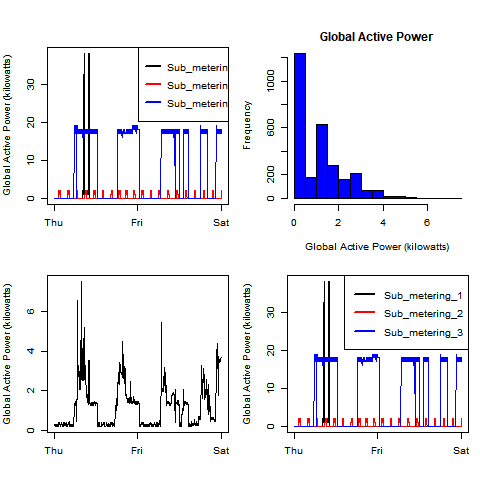 Global Active Power (kilowatts)
0 10 20 30
Thu Fri Sat
Sub_meterin
Sub_meterin
Sub_meterin
Global Active Power
Frequency
0 200 600 1000
0 2 4 6
Global Active Power (kilowatts)
Global Active Power (kilowatts)
0 2 4 6
Thu Fri Sat
Global Active Power (kilowatts)
0 10 20 30
Thu Fri Sat
Sub_metering_1
Sub_metering_2
Sub_metering_3